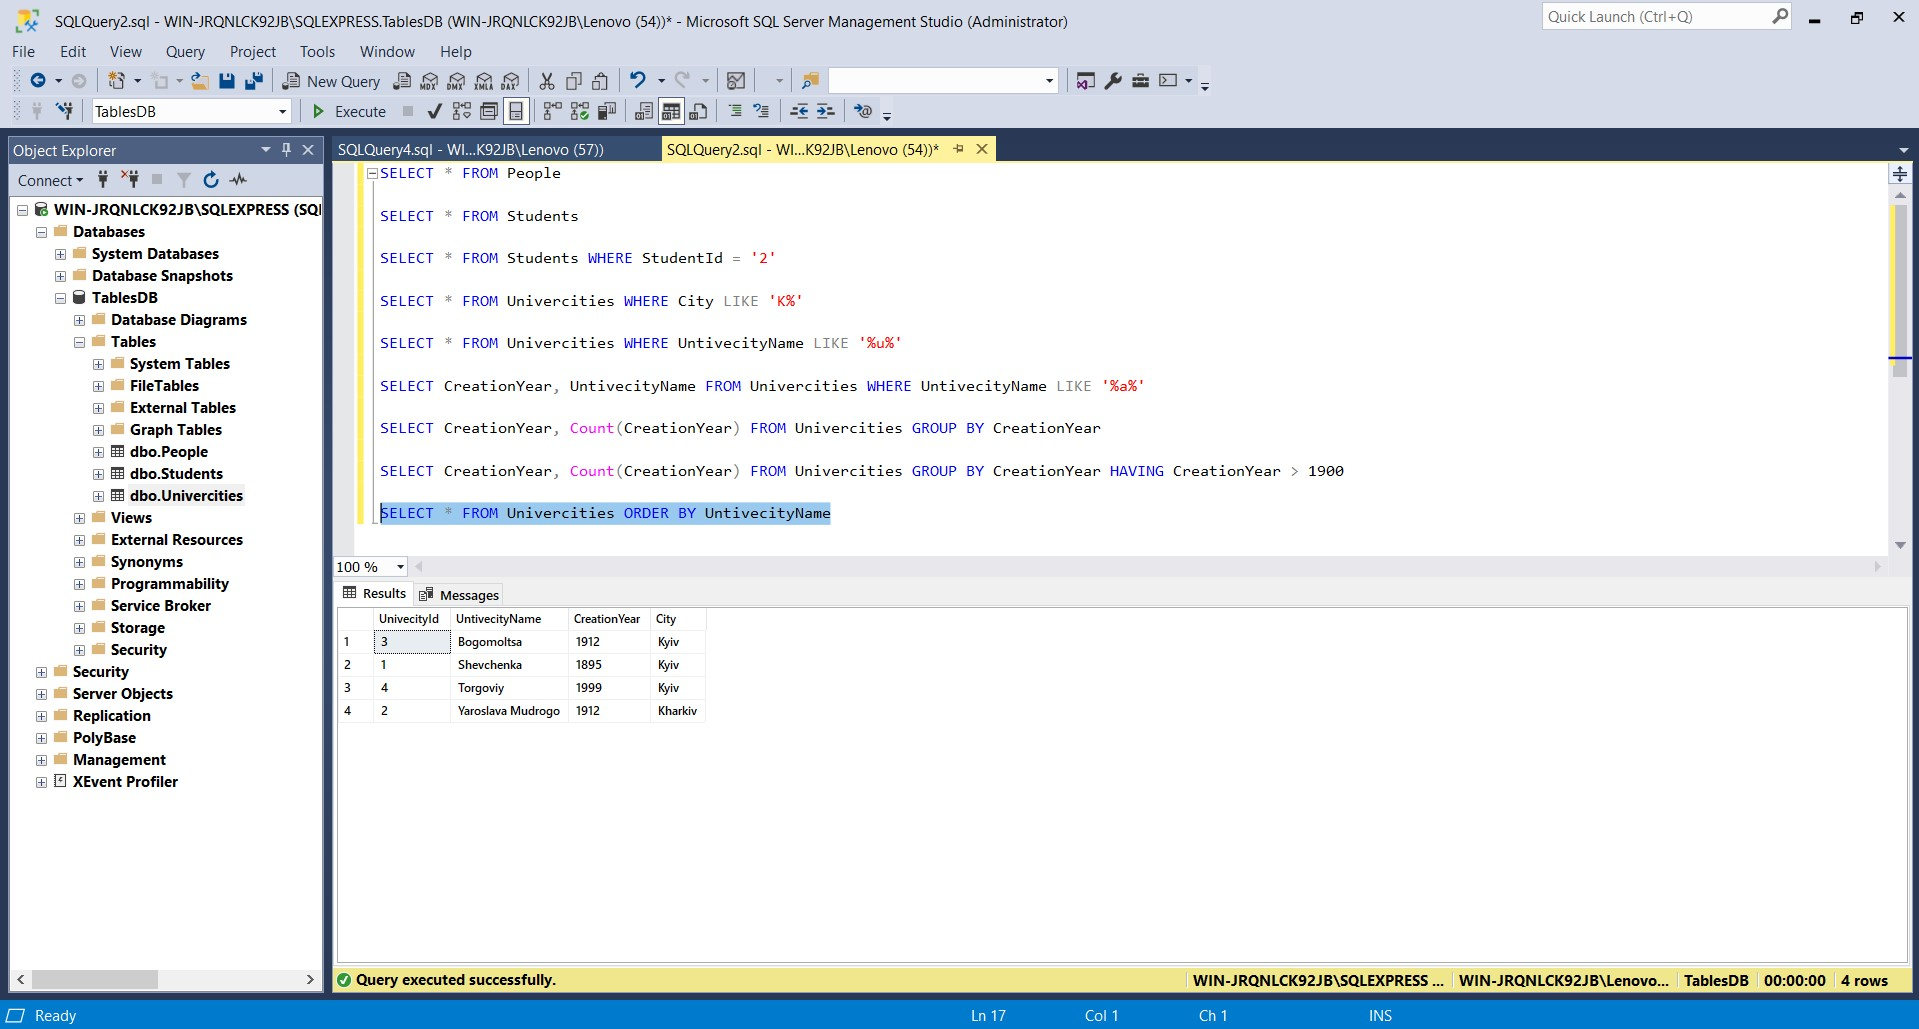 SQLQuery2.sql - WIN-JRQNLCK92JB\SQLEXPRESS.TablesDB (WIN-JRQNLCK92JB\Lenovo (54))* - Microsoft SQL Server Management Studio (Administrator)
Quick Launch (Ctrl+Q)
File Edit View Query Project Tools Window Help
New Query MDX DMX XMLA DAX
TablesDB Execute
Object Explorer
Connect
WIN-JRQNLCK92JB\SQLEXPRESS (SQl
Databases
System Databases
Database Snapshots
TablesDB
Database Diagrams
Tables
System Tables
FileTables
External Tables
Graph Tables
dbo.People
dbo.Students
dbo.Univercities
Views
External Resources
Synonyms
Programmability
Service Broker
Storage
Security
Security
Server Objects
Replication
PolyBase
Management
XEvent Profiler
SQLQuery4.sql - WI...K92JB\Lenovo (57))
SQLQuery2.sql - WI...K92JB\Lenovo (54))*
SELECT * FROM People
SELECT * FROM Students
SELECT * FROM Students WHERE StudentId = '2'
SELECT * FROM Univercities WHERE City LIKE 'K%'
SELECT * FROM Univercities WHERE UntivecityName LIKE '%u%'
SELECT CreationYear, UntivecityName FROM Univercities WHERE UntivecityName LIKE '%a%'
SELECT CreationYear, Count(CreationYear) FROM Univercities GROUP BY CreationYear
SELECT CreationYear, Count(CreationYear) FROM Univercities GROUP BY CreationYear HAVING CreationYear > 1900
SELECT * FROM Univercities ORDER BY UntivecityName
100 %
Results Messages
UnivecityId UntivecityName CreationYear City
1 3 Bogomoltsa 1912 Kyiv
2 1 Shevchenka 1895 Kyiv
3 4 Torgoviy 1999 Kyiv
4 2 Yaroslava Mudrogo 1912 Kharkiv
Query executed successfully.
WIN-JRQNLCK92JB\SQLEXPRESS ... WIN-JRQNLCK92JB\Lenovo... TablesDB 00:00:00 4 rows
Ready Ln 17 Col 1 Ch 1 INS